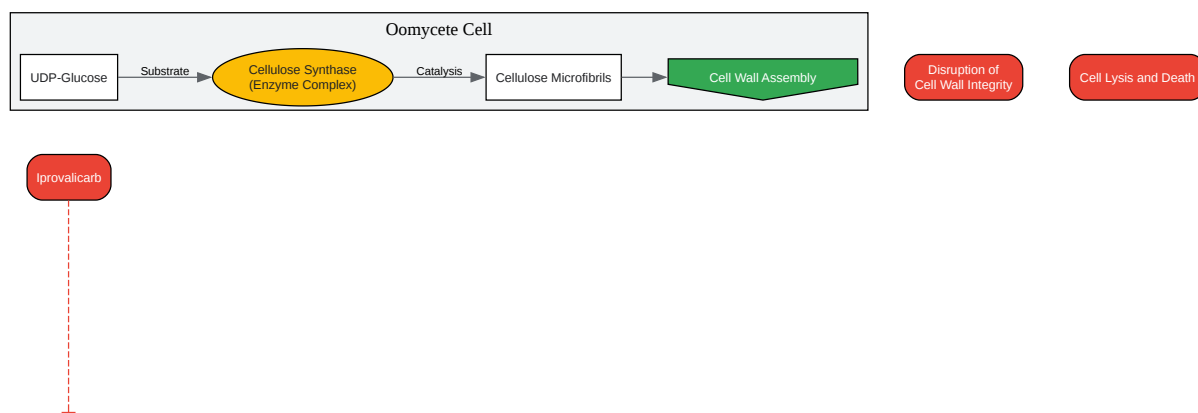 Oomycete Cell
UDP-Glucose
Substrate
Cellulose Synthase
(Enzyme Complex)
Catalysis
Cellulose Microfibrils
Cell Wall Assembly
Disruption of
Cell Wall Integrity
Cell Lysis and Death
Iprovalicarb